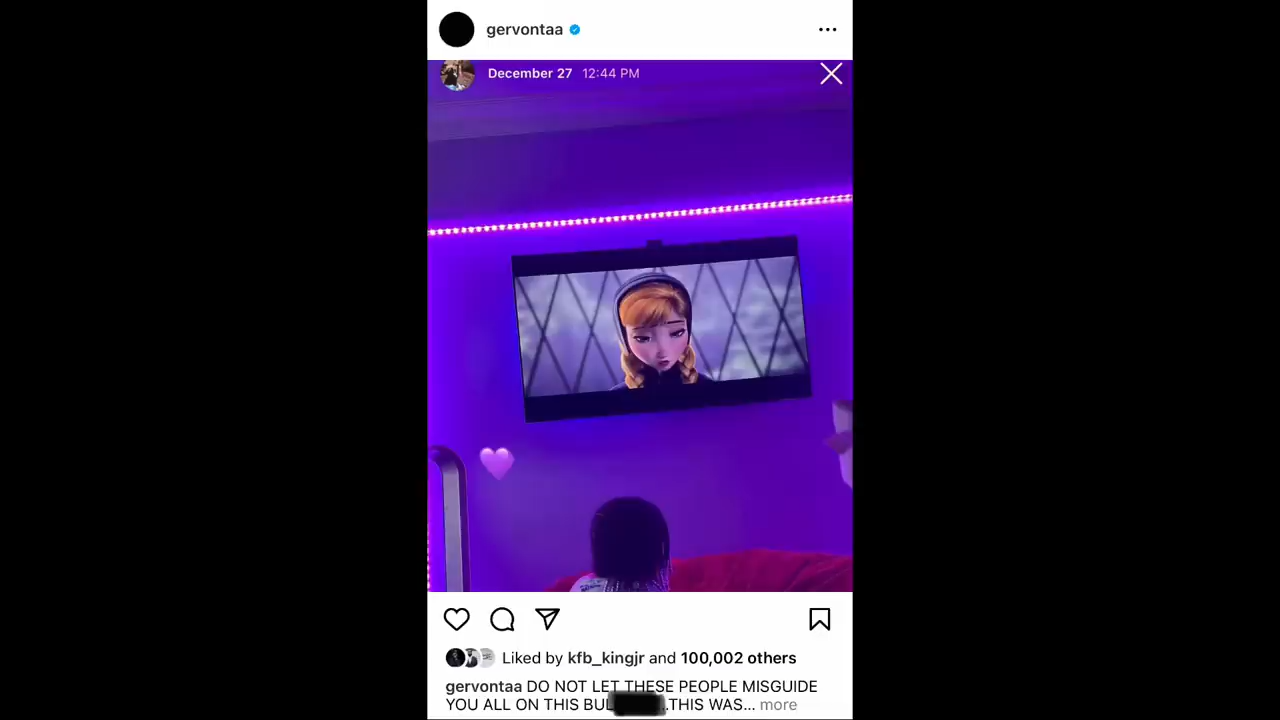 gervontaa
December 27 12:44 PM
Liked by kfb_kingjr and 100,002 others
gervontaa DO NOT LET THESE PEOPLE MISGUIDE
YOU ALL ON THIS BUL ..THIS WAS... more